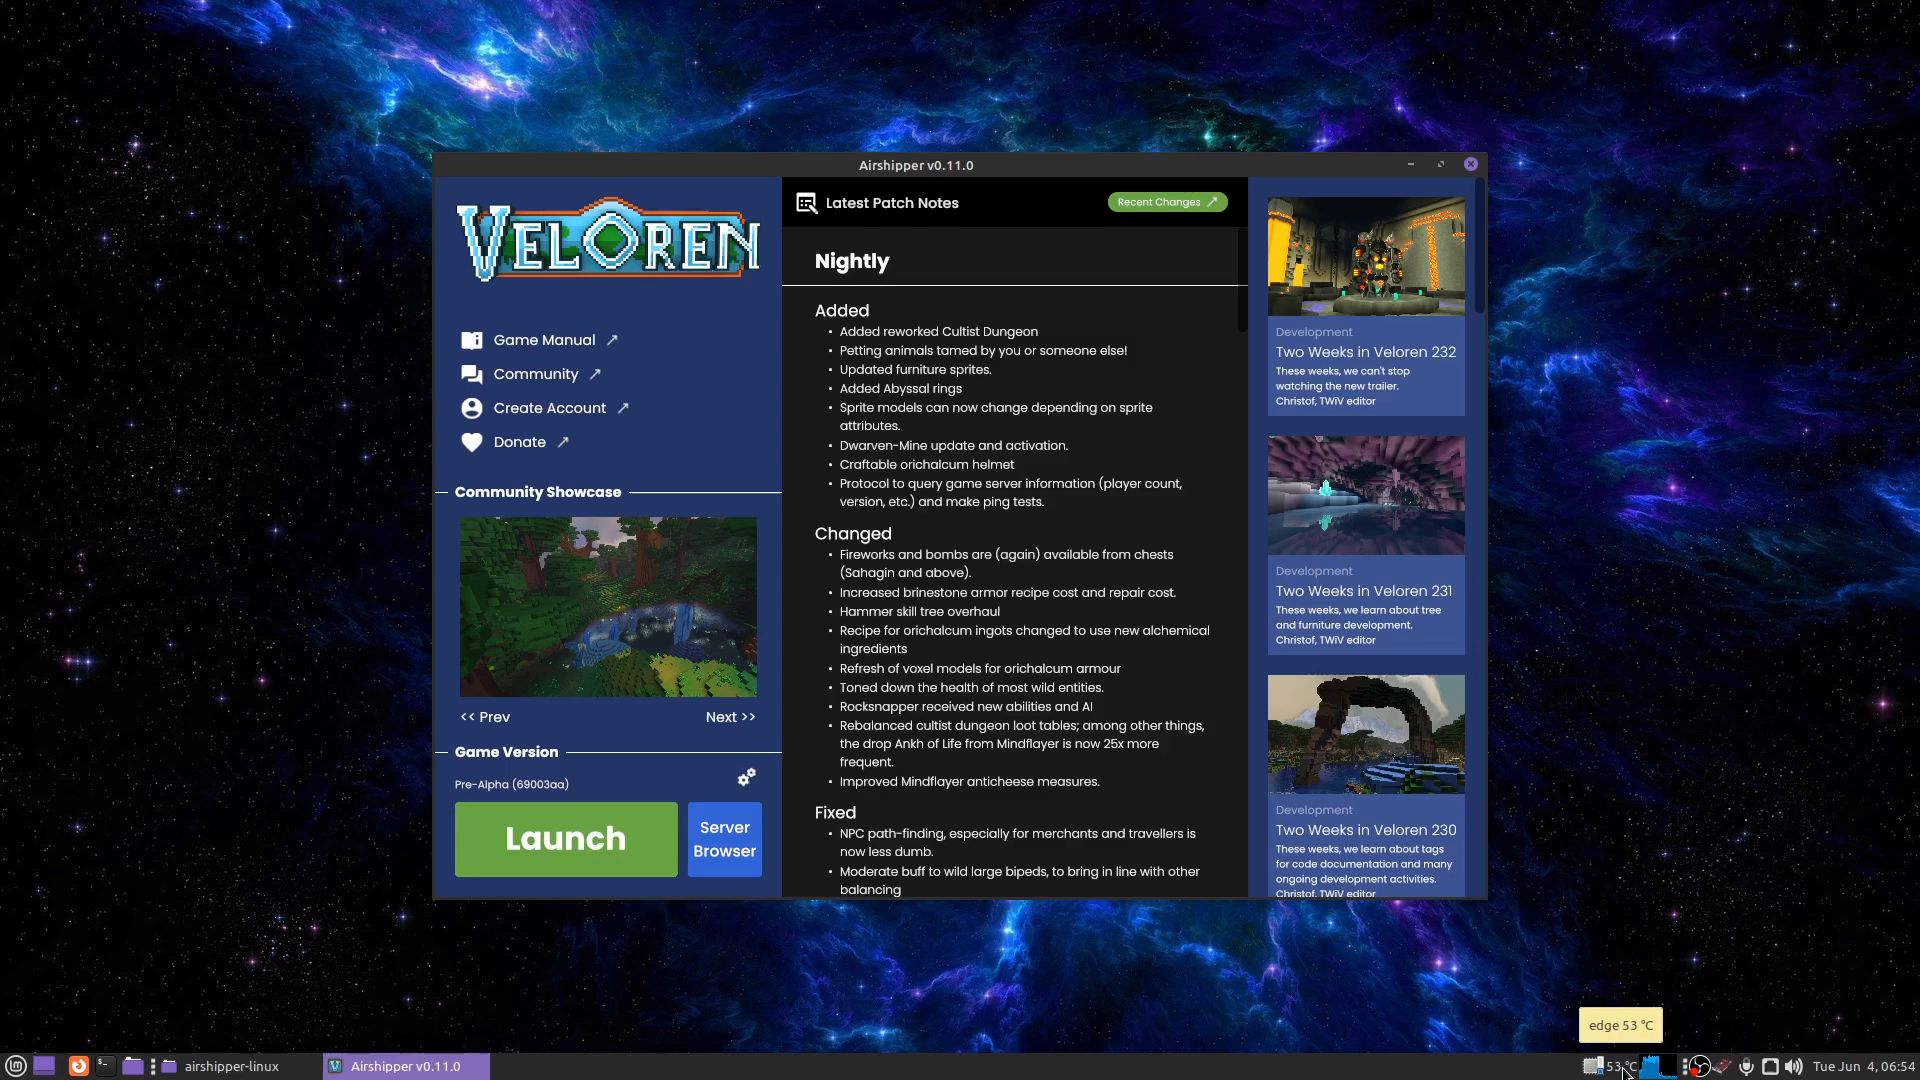 Airshipper v0.11.0
VELOREN
Game Manual
Community
Create Account
Donate
Community Showcase
<< Prev
Next >>
Game Version
Pre-Alpha (69003aa)
Launch
Server
Browser
Latest Patch Notes
Recent Changes
Nightly
Added
• Added reworked Cultist Dungeon
• Petting animals tamed by you or someone else!
• Updated furniture sprites.
• Added Abyssal rings
• Sprite models can now change depending on sprite
attributes.
• Dwarven-Mine update and activation.
• Craftable orichalcum helmet
• Protocol to query game server information (player count,
version, etc.) and make ping tests.
Changed
• Fireworks and bombs are (again) available from chests
(Sahagin and above).
• Increased brinestone armor recipe cost and repair cost.
• Hammer skill tree overhaul
• Recipe for orichalcum ingots changed to use new alchemical
ingredients
• Refresh of voxel models for orichalcum armour
• Toned down the health of most wild entities.
• Rocksnapper received new abilities and AI
• Rebalanced cultist dungeon loot tables; among other things,
the drop Ankh of Life from Mindflayer is now 25x more
frequent.
• Improved Mindflayer anticheese measures.
Fixed
• NPC path-finding, especially for merchants and travellers is
now less dumb.
• Moderate buff to wild large bipeds, to bring in line with other
balancing
Development
Two Weeks in Veloren 232
These weeks, we can't stop
watching the new trailer.
Christof, TWiV editor
Development
Two Weeks in Veloren 231
These weeks, we learn about tree
and furniture development.
Christof, TWiV editor
Development
Two Weeks in Veloren 230
These weeks, we learn about tags
for code documentation and many
ongoing development activities.
Christof, TWiV editor
edge 53 °C
airshipper-linux
Airshipper v0.11.0
53 °C
Tue Jun 4, 06:54